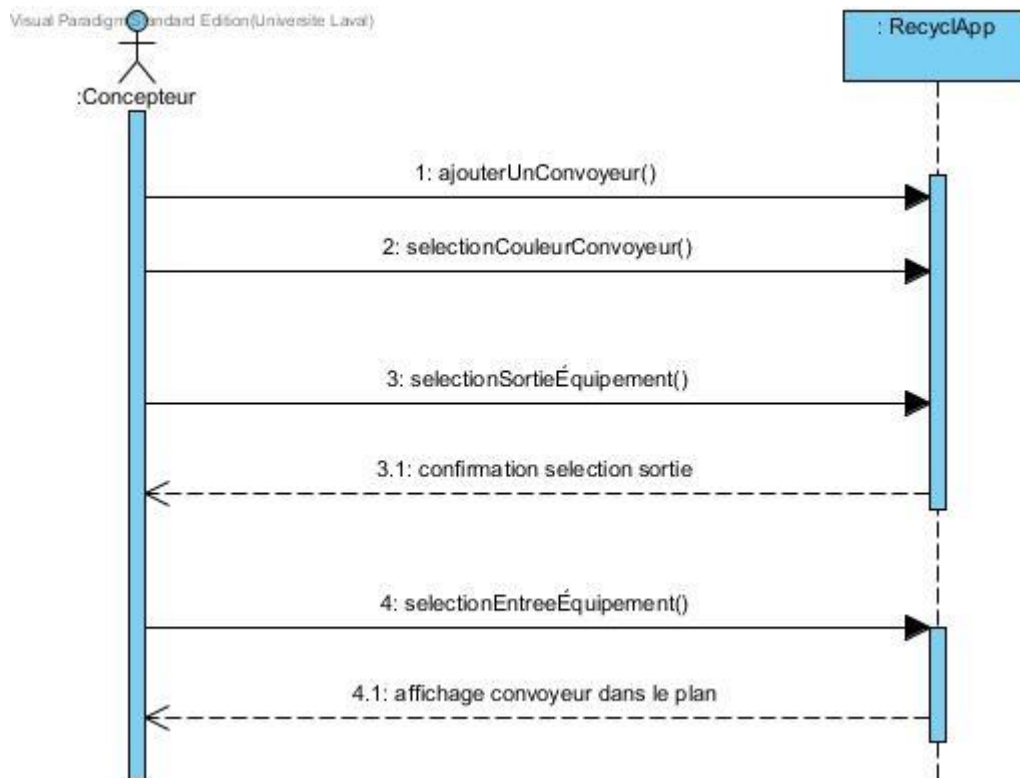 Visual Paradigm Standard Edition(Universite Laval)
: RecyclApp
:Concepteur
1: ajouterUnConvoyeur()
2: selectionCouleurConvoyeur()
3: selectionSortieÉquipement()
3.1: confirmation selection sortie
4: selectionEntreeÉquipement()
4.1: affichage convoyeur dans le plan